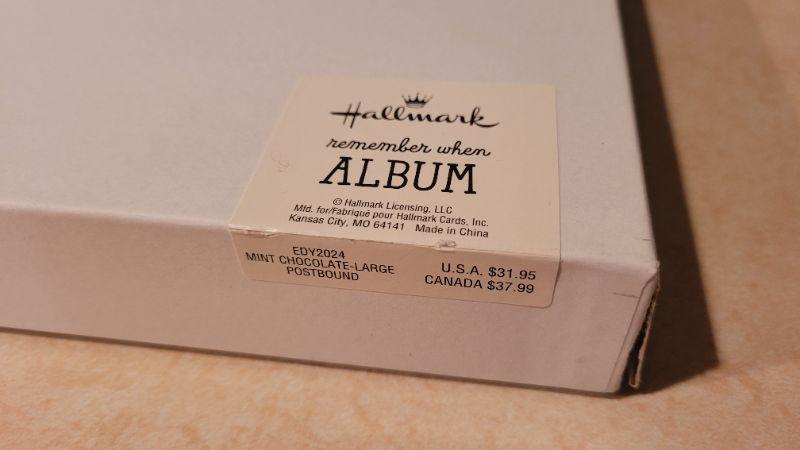 Hallmark
remember when
ALBUM
© Hallmark Licensing, LLC
Mfd. for/Fabriqué pour Hallmark Cards, Inc.
Kansas City, MO 64141 Made in China
EDY2024
MINT CHOCOLATE-LARGE
POSTBOUND
U.S.A. $31.95
CANADA $37.99